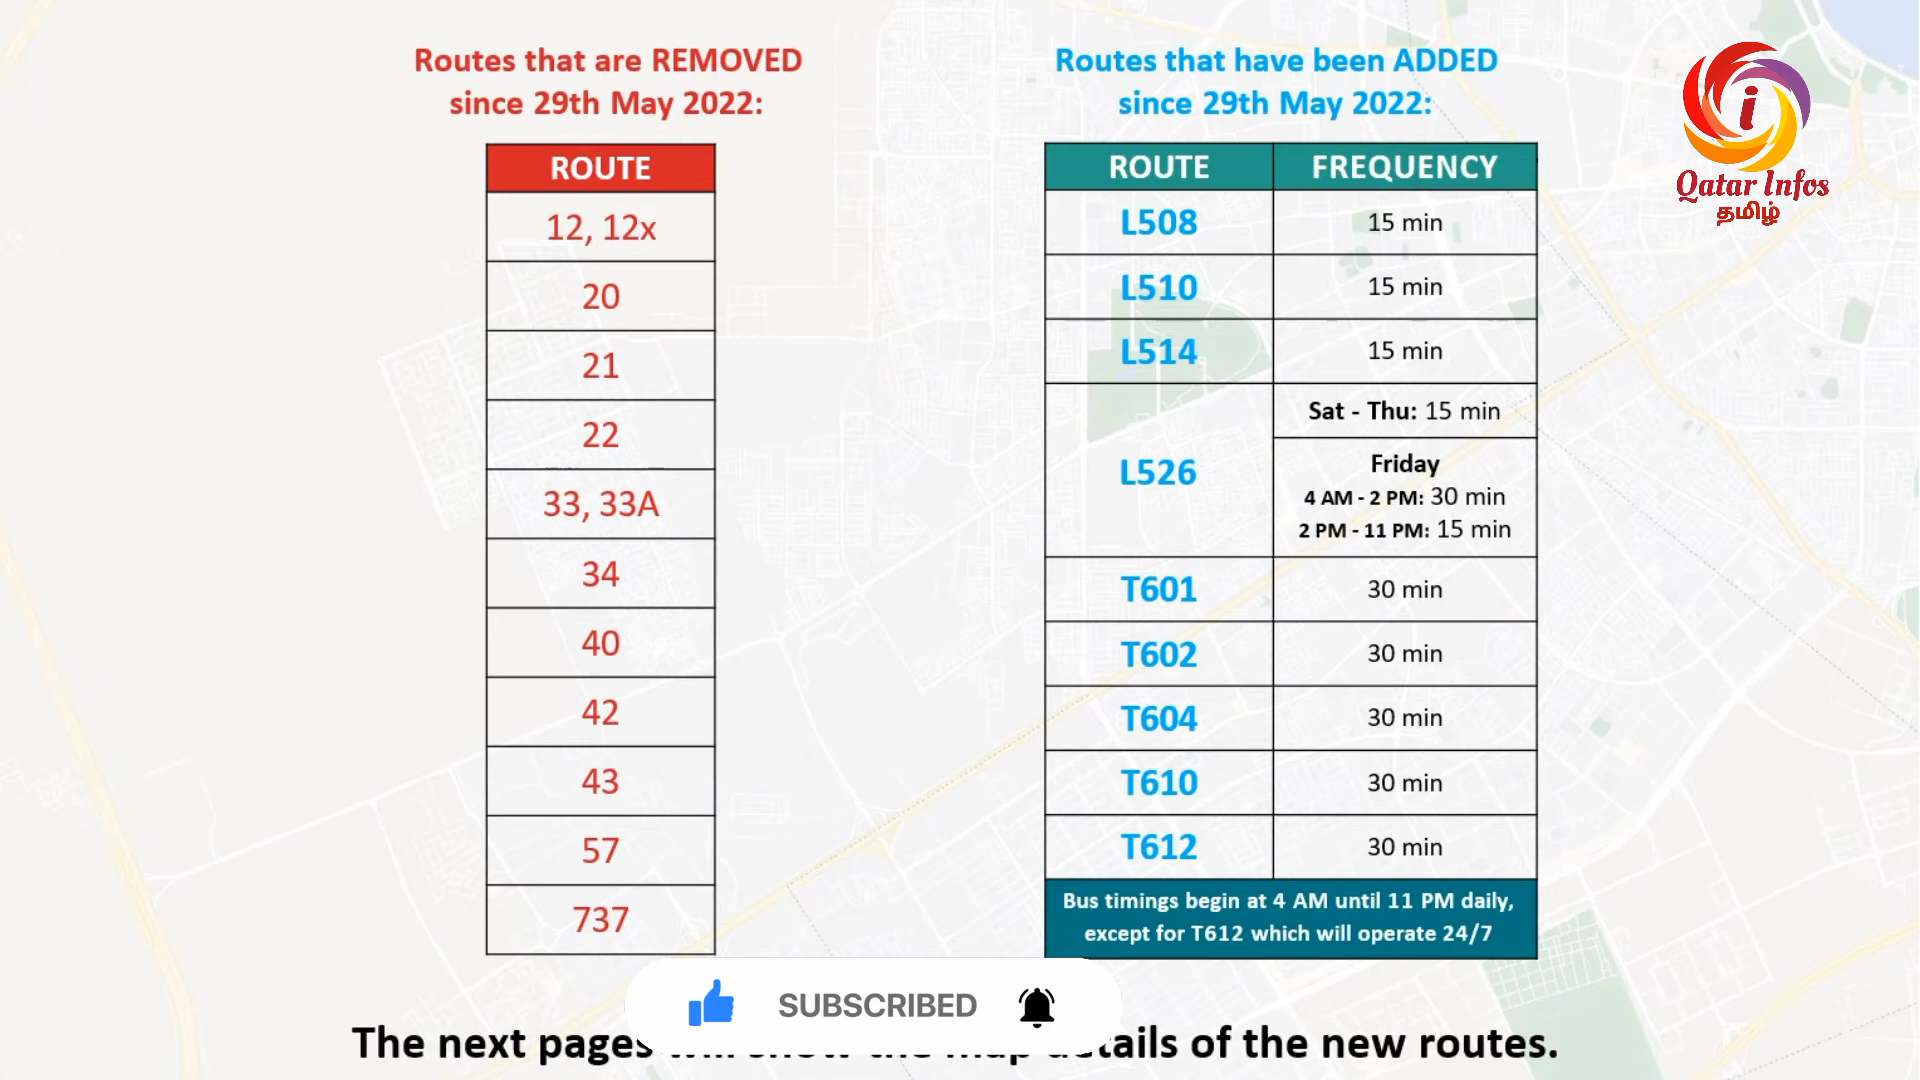 Routes that are REMOVED
since 29th May 2022:
ROUTE
12, 12x
20
21
22
33, 33A
34
40
42
43
57
737
Routes that have been ADDED
since 29th May 2022:
ROUTE FREQUENCY
L508 15 min
L510 15 min
L514 15 min
L526
Sat - Thu: 15 min
Friday
4 AM - 2 PM: 30 min
2 PM - 11 PM: 15 min
T601 30 min
T602 30 min
T604 30 min
T610 30 min
T612 30 min
Bus timings begin at 4 AM until 11 PM daily,
except for T612 which will operate 24/7
i
Qatar Infos
தமிழ்
SUBSCRIBED
The next pages will show the map details of the new routes.